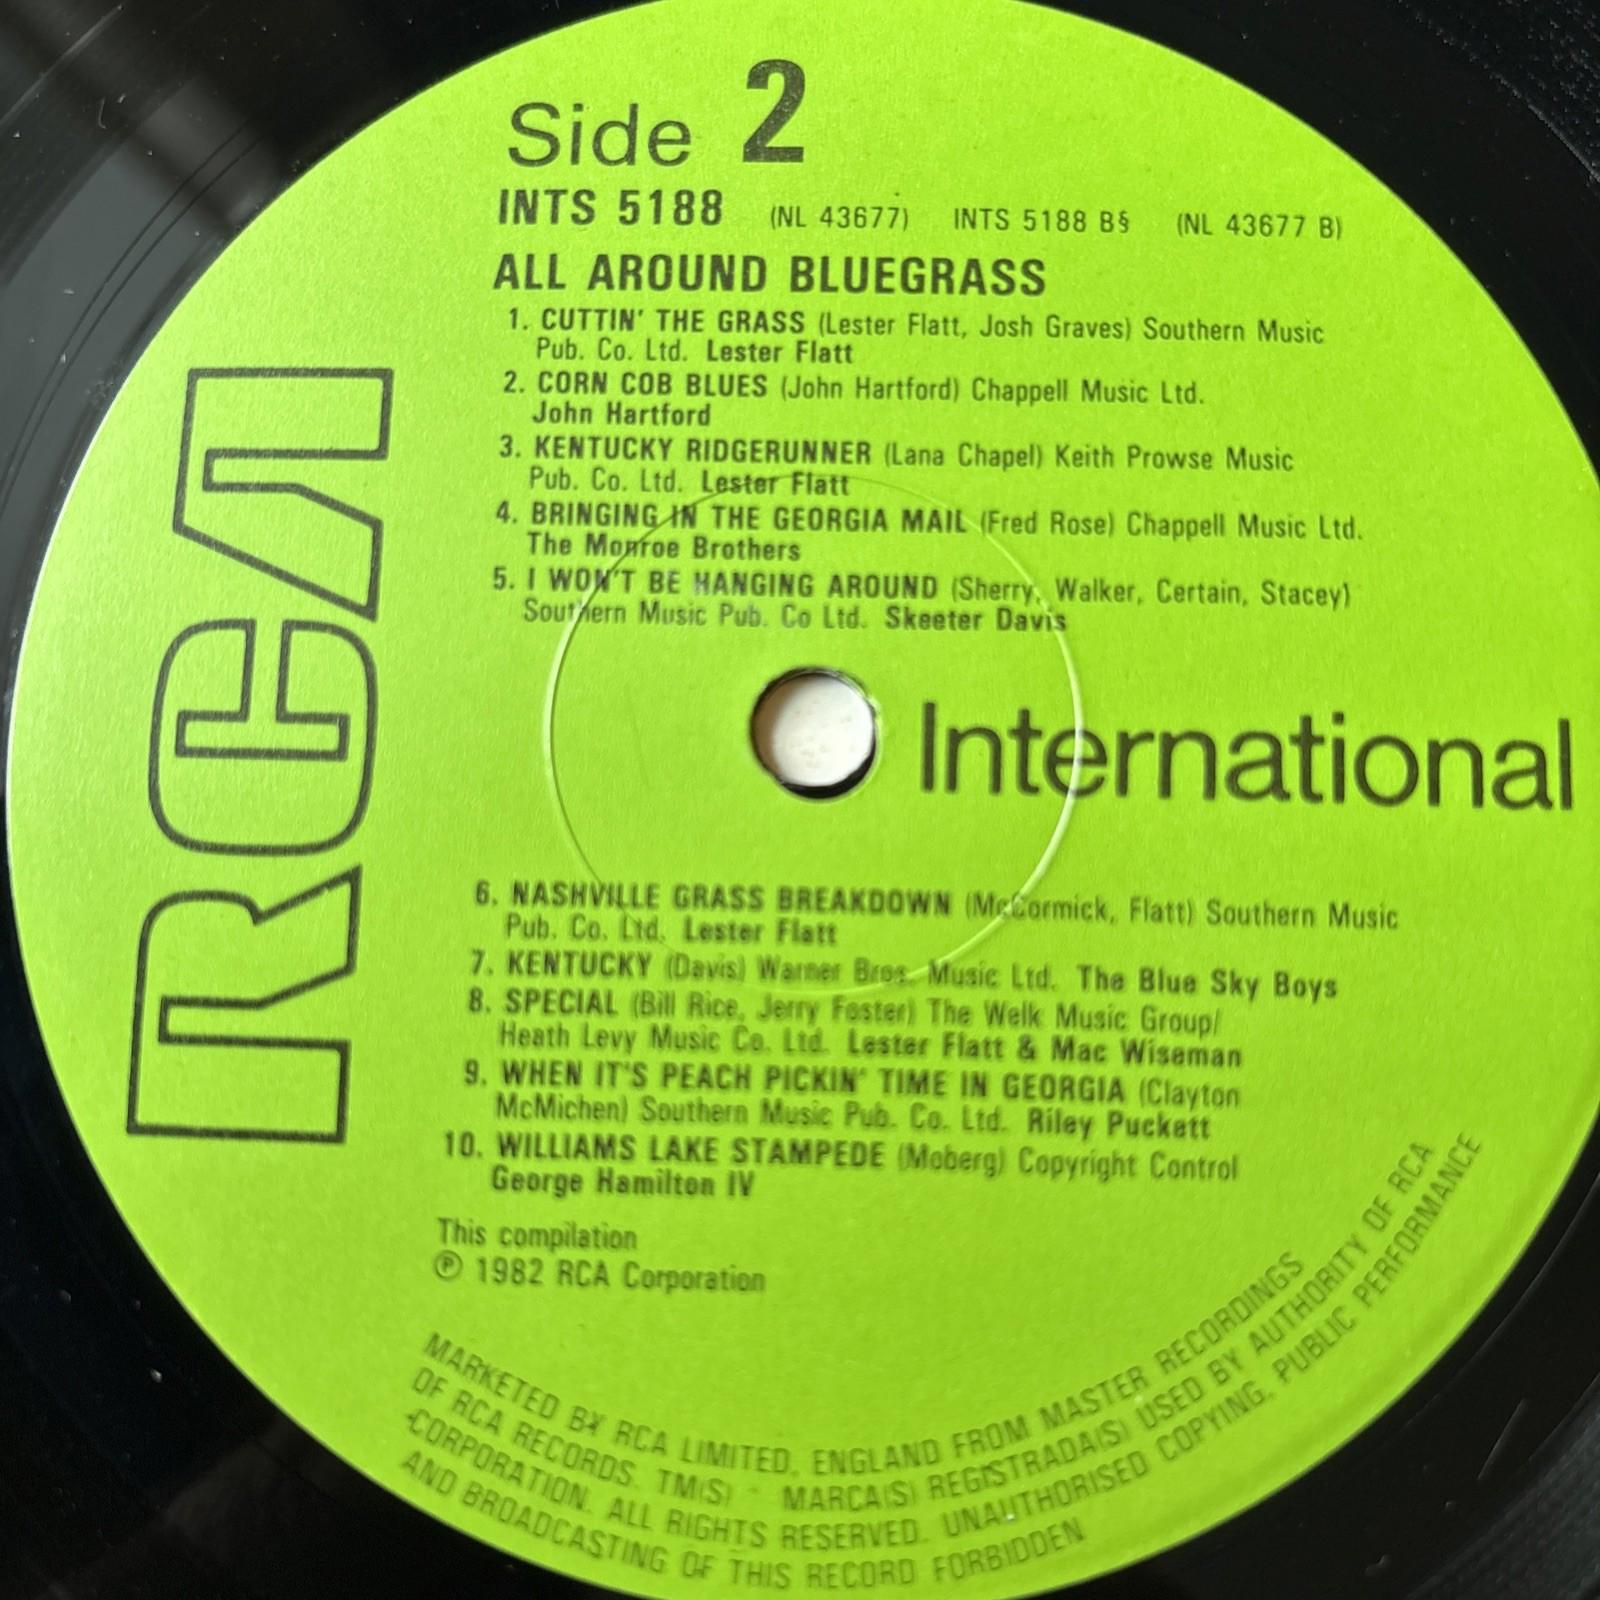 Side 2
INTS 5188 (NL 43677) INTS 5188 B§ (NL 43677 B)
ALL AROUND BLUEGRASS
1. CUTTIN' THE GRASS (Lester Flatt, Josh Graves) Southern Music
Pub. Co. Ltd. Lester Flatt
2. CORN COB BLUES (John Hartford) Chappell Music Ltd.
John Hartford
3. KENTUCKY RIDGERUNNER (Lana Chapel) Keith Prowse Music
Pub. Co. Ltd. Lester Flatt
4. BRINGING IN THE GEORGIA MAIL (Fred Rose) Chappell Music Ltd.
The Monroe Brothers
5. I WON'T BE HANGING AROUND (Sherry, Walker, Certain, Stacey)
Southern Music Pub. Co Ltd. Skeeter Davis
RCA
International
6. NASHVILLE GRASS BREAKDOWN (McCormick, Flatt) Southern Music
Pub. Co. Ltd. Lester Flatt
7. KENTUCKY (Davis) Warner Bros. Music Ltd. The Blue Sky Boys
8. SPECIAL (Bill Rice, Jerry Foster) The Welk Music Group/
Heath Levy Music Co. Ltd. Lester Flatt & Mac Wiseman
9. WHEN IT'S PEACH PICKIN' TIME IN GEORGIA (Clayton
McMichen) Southern Music Pub. Co. Ltd. Riley Puckett
10. WILLIAMS LAKE STAMPEDE (Moberg) Copyright Control
George Hamilton IV
This compilation
℗ 1982 RCA Corporation
MARKETED BY RCA LIMITED, ENGLAND FROM MASTER RECORDINGS
OF RCA RECORDS. TM(S) MARCA(S) REGISTRADA(S) USED BY AUTHORITY OF RCA
CORPORATION. ALL RIGHTS RESERVED. UNAUTHORISED COPYING, PUBLIC PERFORMANCE
AND BROADCASTING OF THIS RECORD FORBIDDEN